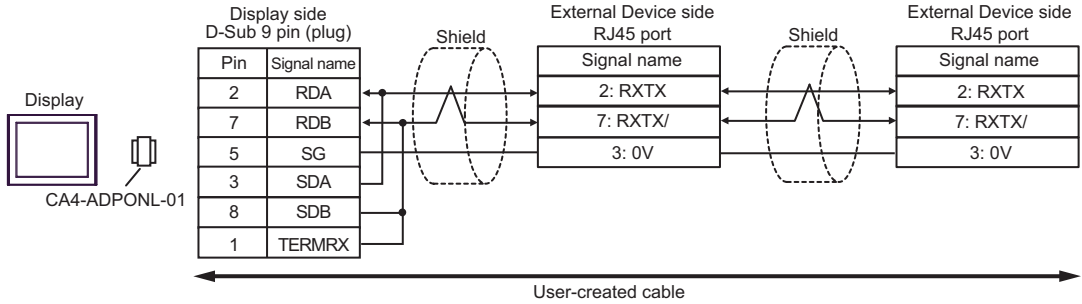 Display
CA4-ADPONL-01
Display side
D-Sub 9 pin (plug)
Pin Signal name
2 RDA
7 RDB
5 SG
3 SDA
8 SDB
1 TERMRX
Shield
External Device side
RJ45 port
Signal name
2: RXTX
7: RXTX/
3: 0V
Shield
External Device side
RJ45 port
Signal name
2: RXTX
7: RXTX/
3: 0V
User-created cable